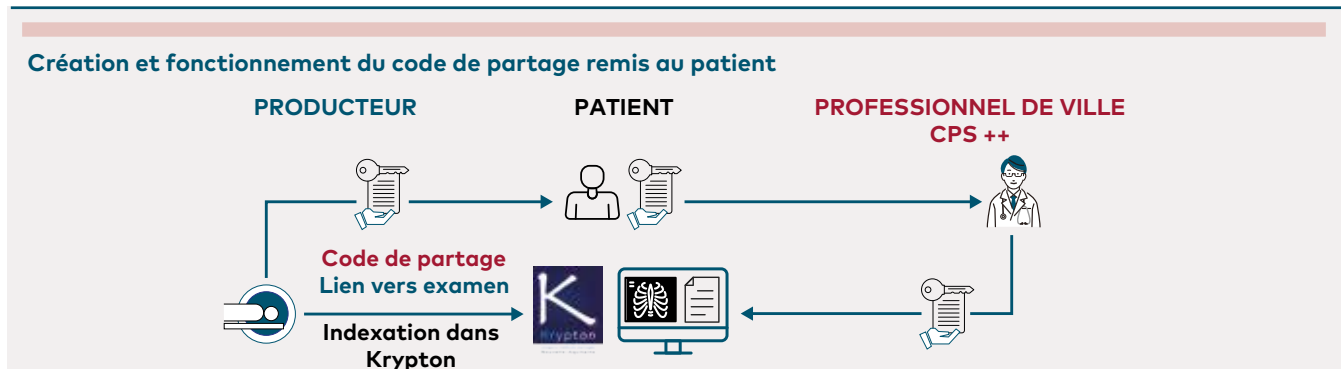 Création et fonctionnement du code de partage remis au patient
PRODUCTEUR
PATIENT
PROFESSIONNEL DE VILLE
CPS ++
Code de partage
Lien vers examen
Indexation dans
Krypton
K
Krypton